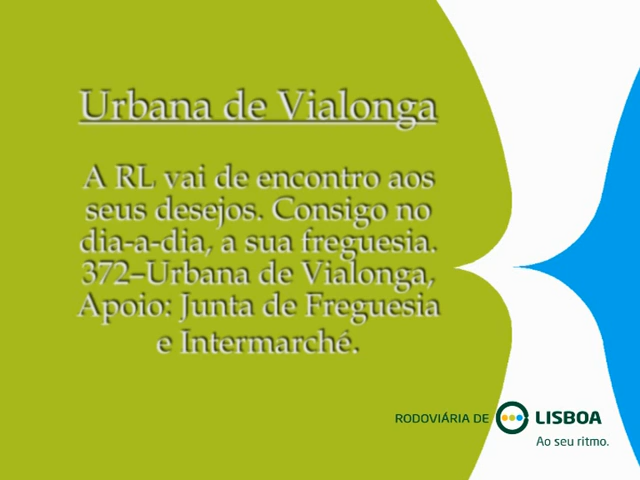 Urbana de Vialonga
A RL vai de encontro aos
seus desejos. Consigo no
dia-a-dia, a sua freguesia.
372–Urbana de Vialonga,
Apoio: Junta de Freguesia
e Intermarché.
RODOVIÁRIA DE LISBOA
Ao seu ritmo.